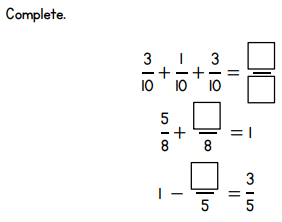 Complete.
3/10 + 1/10 + 3/10 = □/□
5/8 + □/8 = 1
1 − □/5 = 3/5